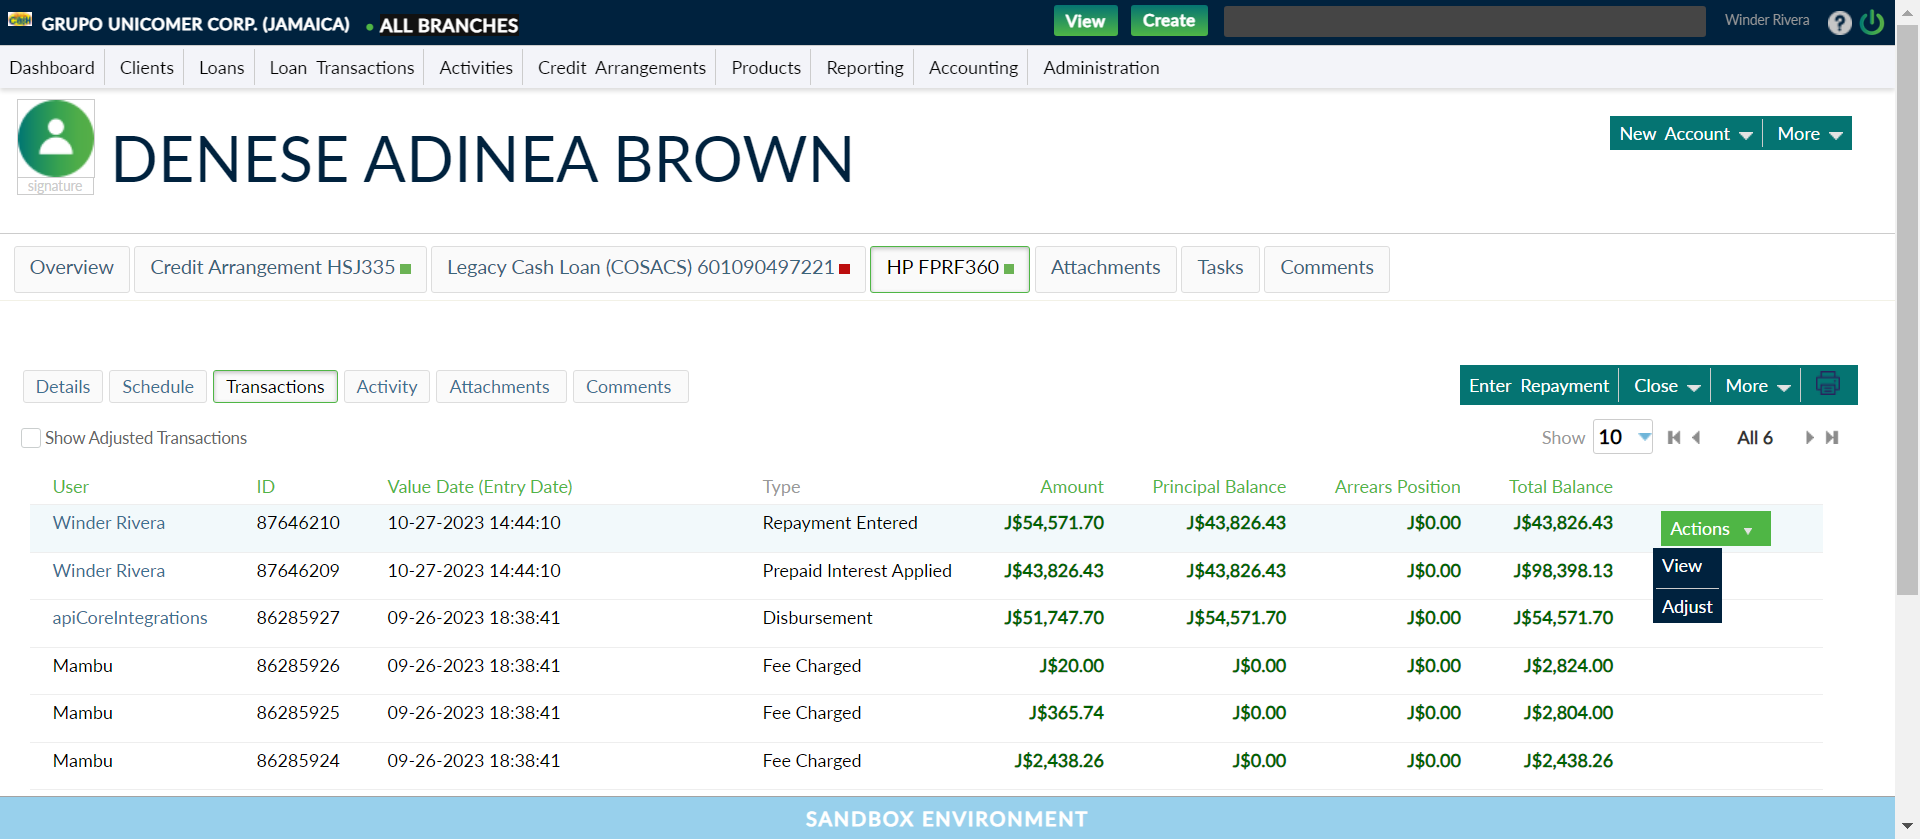 GRUPO UNICOMER CORP. (JAMAICA) ALL BRANCHES View Create Winder Rivera ?
Dashboard Clients Loans Loan Transactions Activities Credit Arrangements Products Reporting Accounting Administration
DENESE ADINEA BROWN
New Account More
signature
Overview Credit Arrangement HSJ335 Legacy Cash Loan (COSACS) 601090497221 HP FPRF360 Attachments Tasks Comments
Details Schedule Transactions Activity Attachments Comments Enter Repayment Close More
Show Adjusted Transactions Show 10 All 6
User ID Value Date (Entry Date) Type Amount Principal Balance Arrears Position Total Balance
Winder Rivera 87646210 10-27-2023 14:44:10 Repayment Entered J$54,571.70 J$43,826.43 J$0.00 J$43,826.43 Actions
View
Winder Rivera 87646209 10-27-2023 14:44:10 Prepaid Interest Applied J$43,826.43 J$43,826.43 J$0.00 J$98,398.13
Adjust
apiCoreIntegrations 86285927 09-26-2023 18:38:41 Disbursement J$51,747.70 J$54,571.70 J$0.00 J$54,571.70
Mambu 86285926 09-26-2023 18:38:41 Fee Charged J$20.00 J$0.00 J$0.00 J$2,824.00
Mambu 86285925 09-26-2023 18:38:41 Fee Charged J$365.74 J$0.00 J$0.00 J$2,804.00
Mambu 86285924 09-26-2023 18:38:41 Fee Charged J$2,438.26 J$0.00 J$0.00 J$2,438.26
SANDBOX ENVIRONMENT